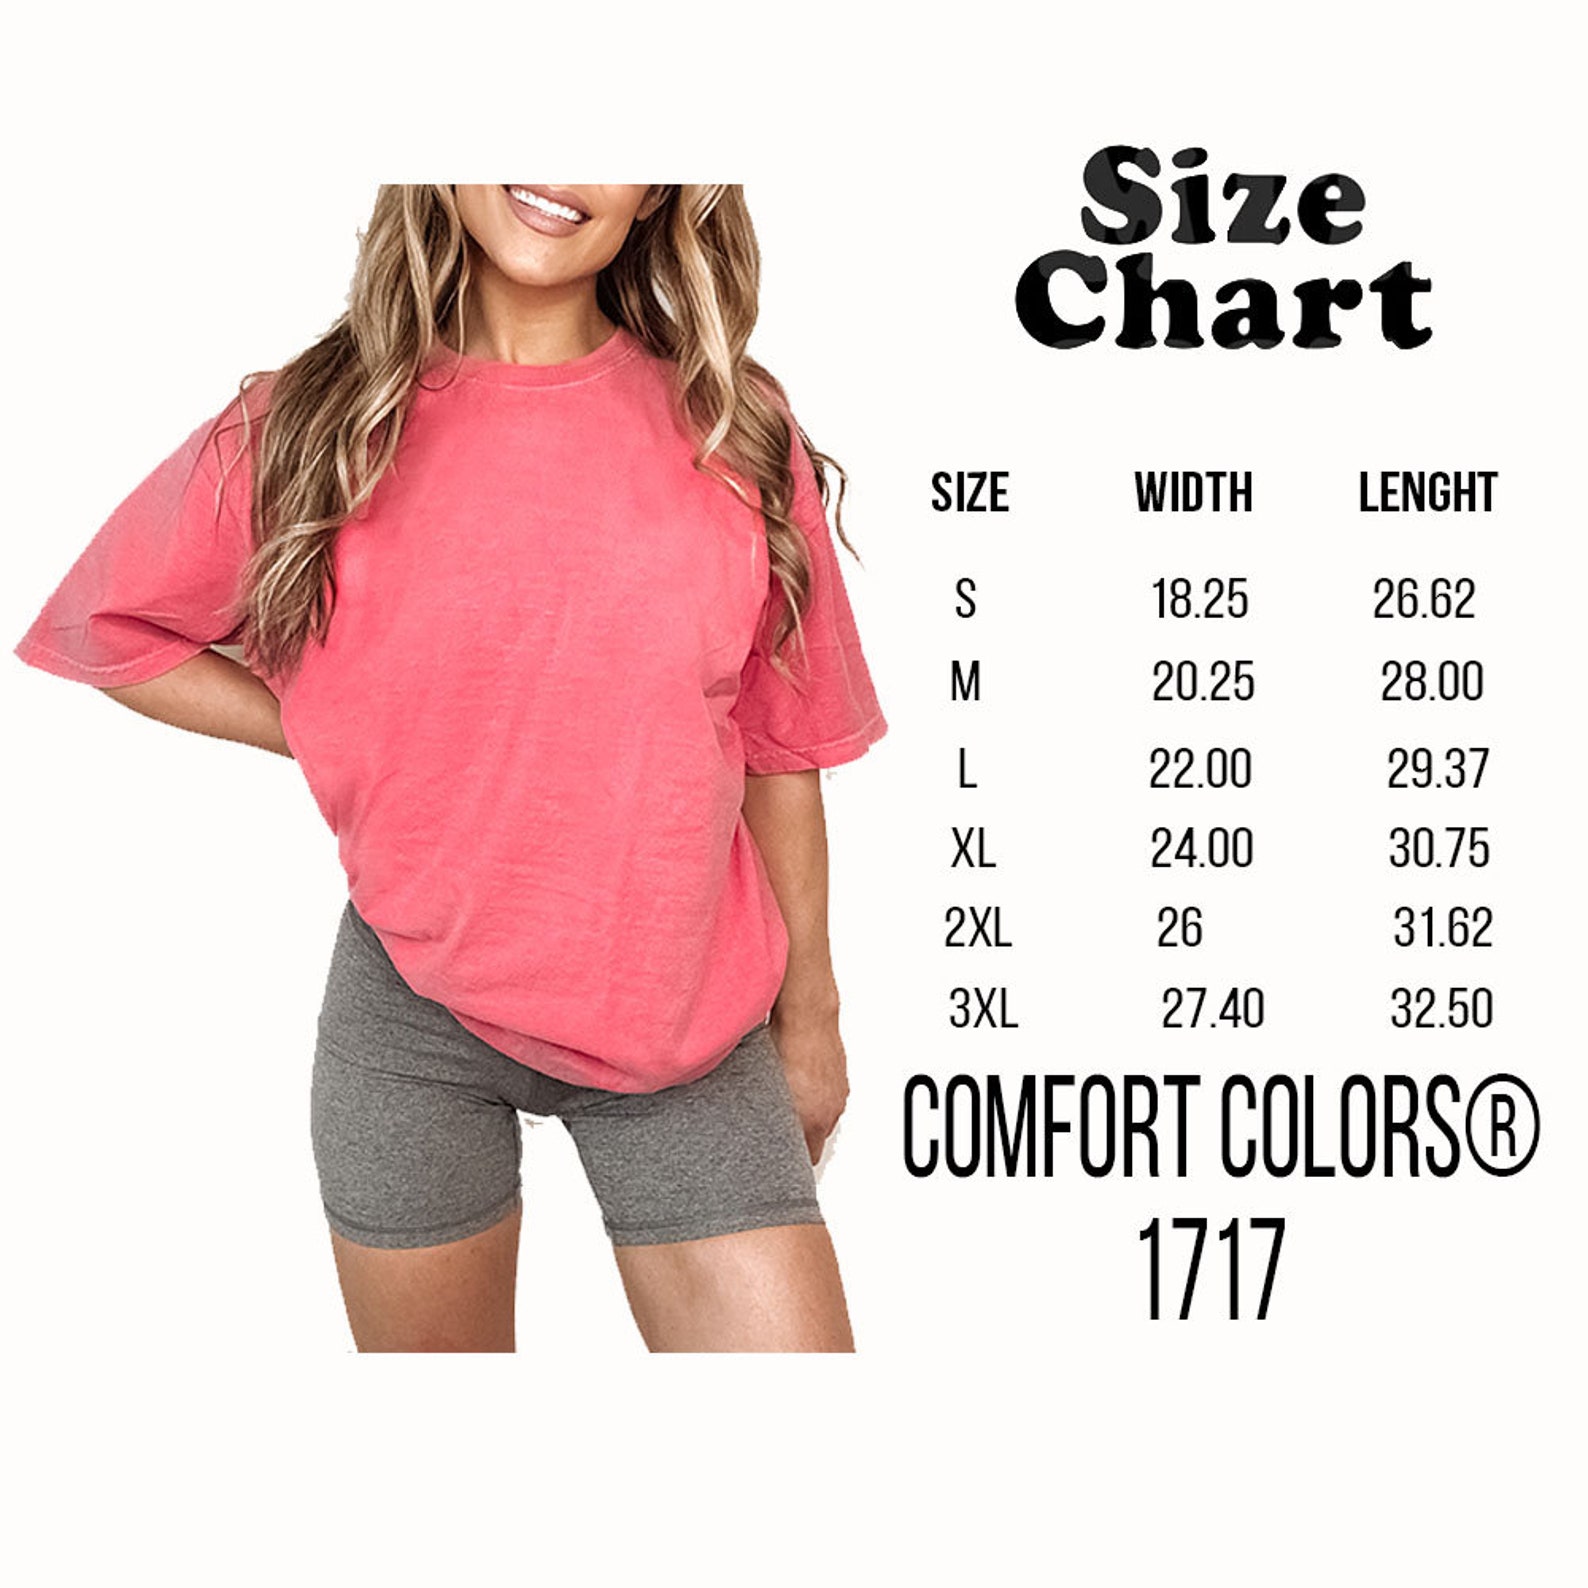 Size
Chart
SIZE WIDTH LENGHT
S 18.25 26.62
M 20.25 28.00
L 22.00 29.37
XL 24.00 30.75
2XL 26 31.62
3XL 27.40 32.50
COMFORT COLORS®
1717